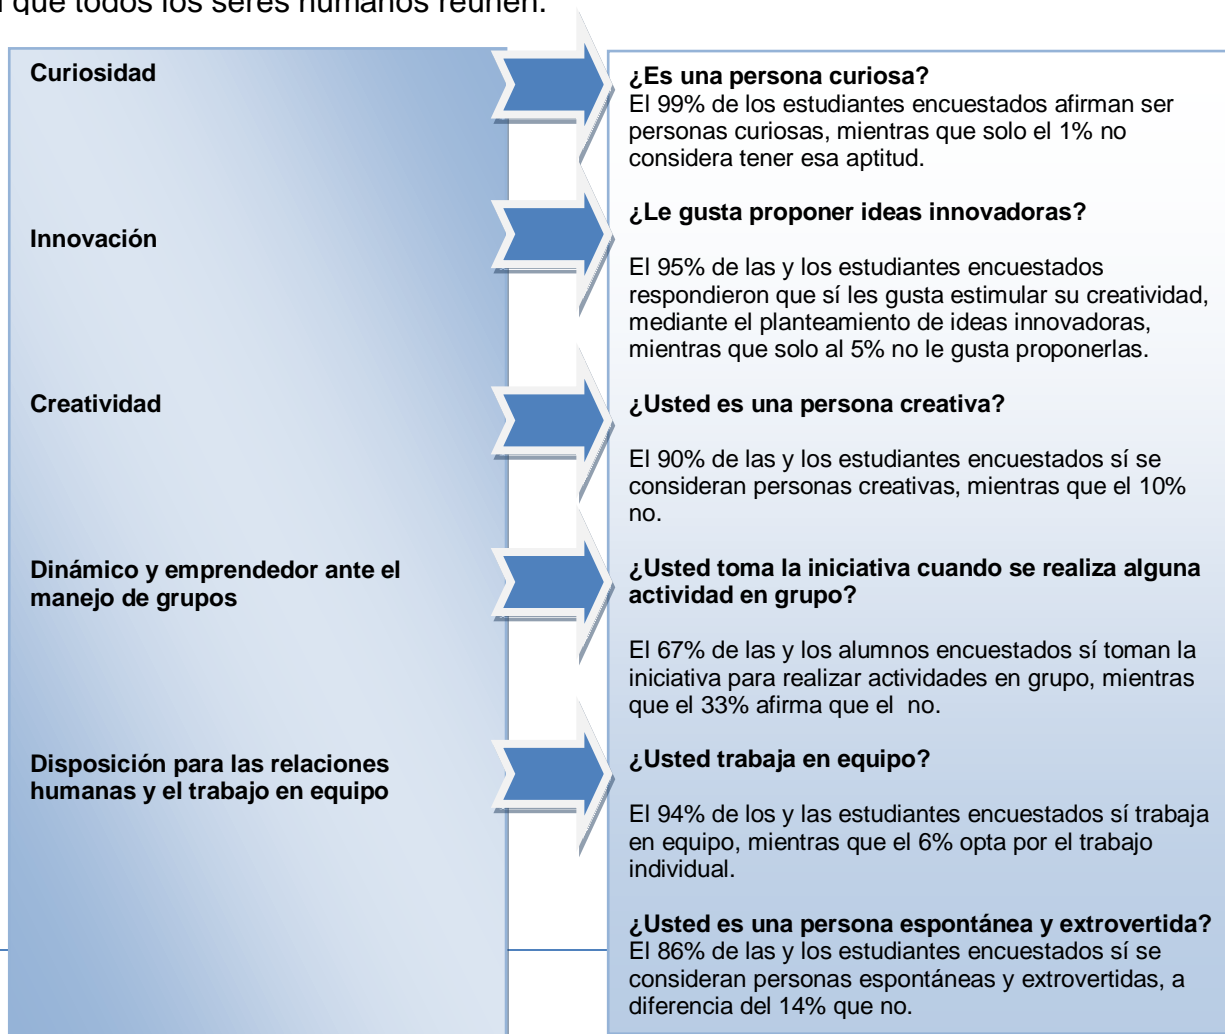 que todos los seres humanos reúnen.
Curiosidad
¿Es una persona curiosa?
El 99% de los estudiantes encuestados afirman ser
personas curiosas, mientras que solo el 1% no
considera tener esa aptitud.
Innovación
¿Le gusta proponer ideas innovadoras?
El 95% de las y los estudiantes encuestados
respondieron que sí les gusta estimular su creatividad,
mediante el planteamiento de ideas innovadoras,
mientras que solo al 5% no le gusta proponerlas.
Creatividad
¿Usted es una persona creativa?
El 90% de las y los estudiantes encuestados sí se
consideran personas creativas, mientras que el 10%
no.
Dinámico y emprendedor ante el
manejo de grupos
¿Usted toma la iniciativa cuando se realiza alguna
actividad en grupo?
El 67% de las y los alumnos encuestados sí toman la
iniciativa para realizar actividades en grupo, mientras
que el 33% afirma que el  no.
Disposición para las relaciones
humanas y el trabajo en equipo
¿Usted trabaja en equipo?
El 94% de los y las estudiantes encuestados sí trabaja
en equipo, mientras que el 6% opta por el trabajo
individual.
¿Usted es una persona espontánea y extrovertida?
El 86% de las y los estudiantes encuestados sí se
consideran personas espontáneas y extrovertidas, a
diferencia del 14% que no.